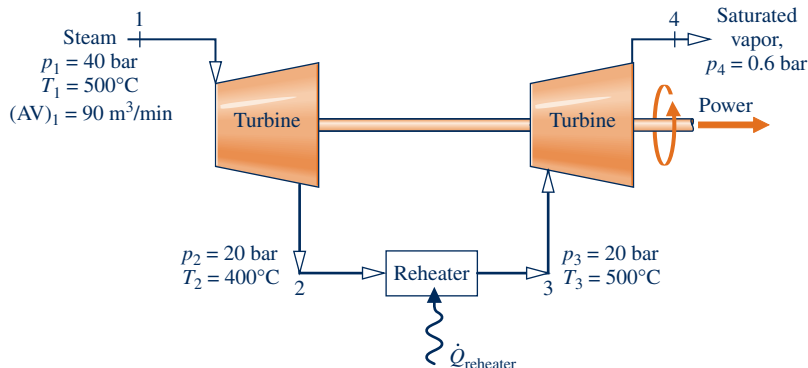 1
Steam
p₁ = 40 bar
T₁ = 500°C
(AV)₁ = 90 m³/min
Turbine
Turbine
4
Saturated
vapor,
p₄ = 0.6 bar
Power
p₂ = 20 bar
T₂ = 400°C
2
Reheater
3
p₃ = 20 bar
T₃ = 500°C
Q̇reheater